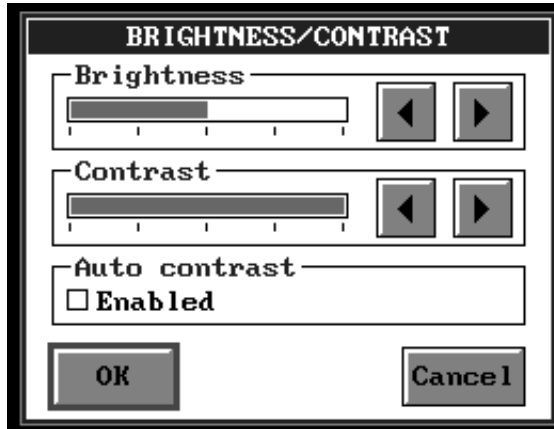 BRIGHTNESS/CONTRAST
Brightness
Contrast
Auto contrast
Enabled
OK
Cancel